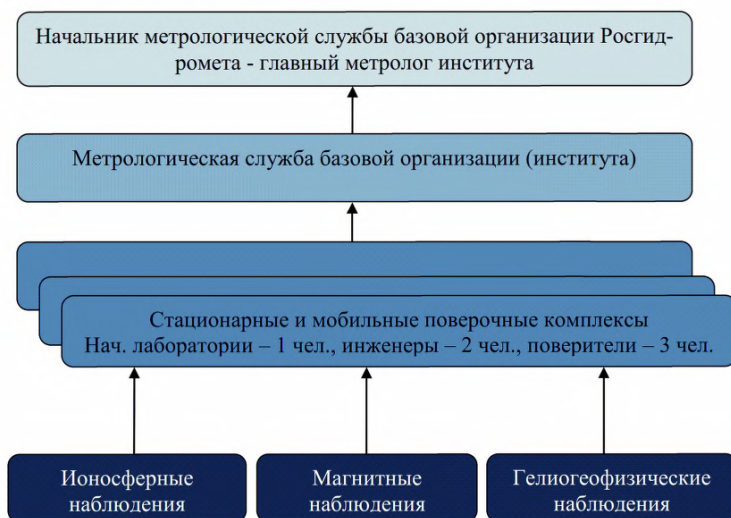 Начальник метрологической службы базовой организации Росгид-
ромета - главный метролог института
Метрологическая служба базовой организации (института)
Стационарные и мобильные поверочные комплексы
Нач. лаборатории – 1 чел., инженеры – 2 чел., поверители – 3 чел.
Ионосферные
наблюдения
Магнитные
наблюдения
Гелиогеофизические
наблюдения